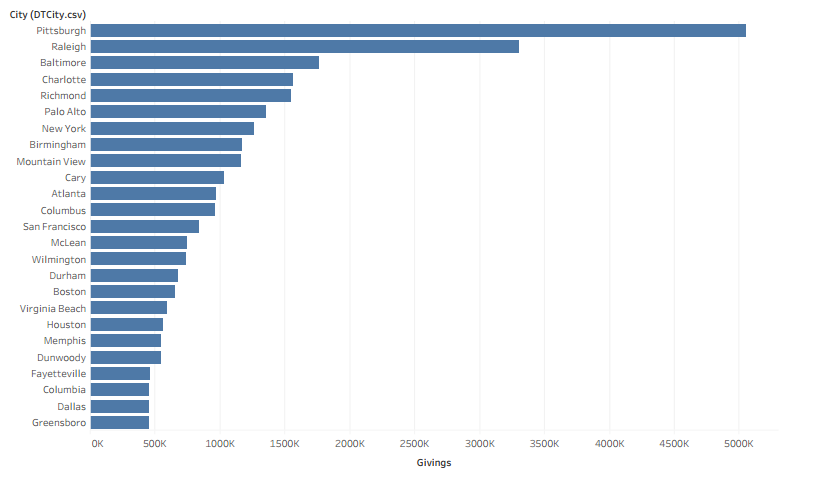 City (DTCity.csv)
Pittsburgh
Raleigh
Baltimore
Charlotte
Richmond
Palo Alto
New York
Birmingham
Mountain View
Cary
Atlanta
Columbus
San Francisco
McLean
Wilmington
Durham
Boston
Virginia Beach
Houston
Memphis
Dunwoody
Fayetteville
Columbia
Dallas
Greensboro
0K 500K 1000K 1500K 2000K 2500K 3000K 3500K 4000K 4500K 5000K
Givings